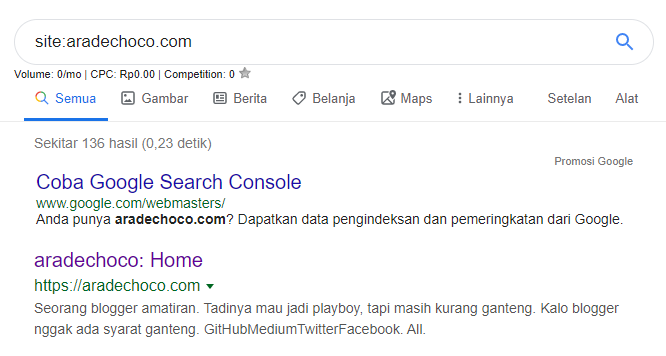 site:aradechoco.com
Volume: 0/mo | CPC: Rp0.00 | Competition: 0
Semua Gambar Berita Belanja Maps Lainnya Setelan Alat
Sekitar 136 hasil (0,23 detik)
Promosi Google
Coba Google Search Console
www.google.com/webmasters/
Anda punya aradechoco.com? Dapatkan data pengindeksan dan pemeringkatan dari Google.
aradechoco: Home
https://aradechoco.com
Seorang blogger amatiran. Tadinya mau jadi playboy, tapi masih kurang ganteng. Kalo blogger
nggak ada syarat ganteng. GitHubMediumTwitterFacebook. All.